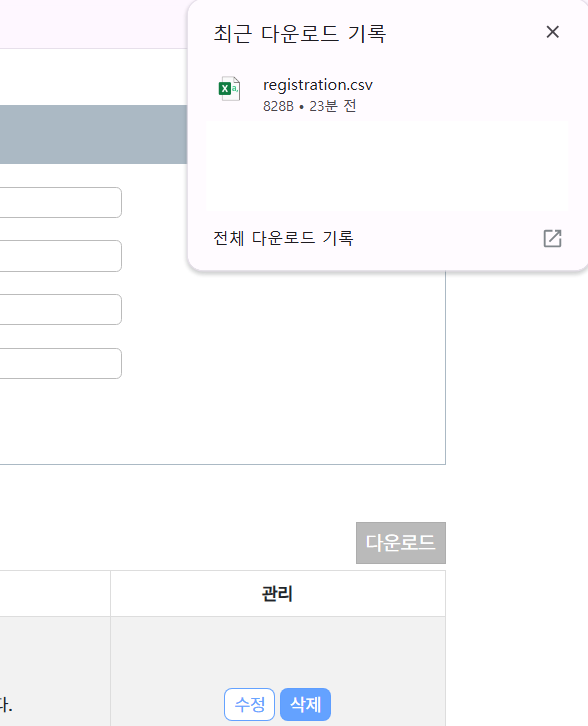 최근 다운로드 기록
registration.csv
828B • 23분 전
전체 다운로드 기록
다운로드
관리
다.
수정 삭제